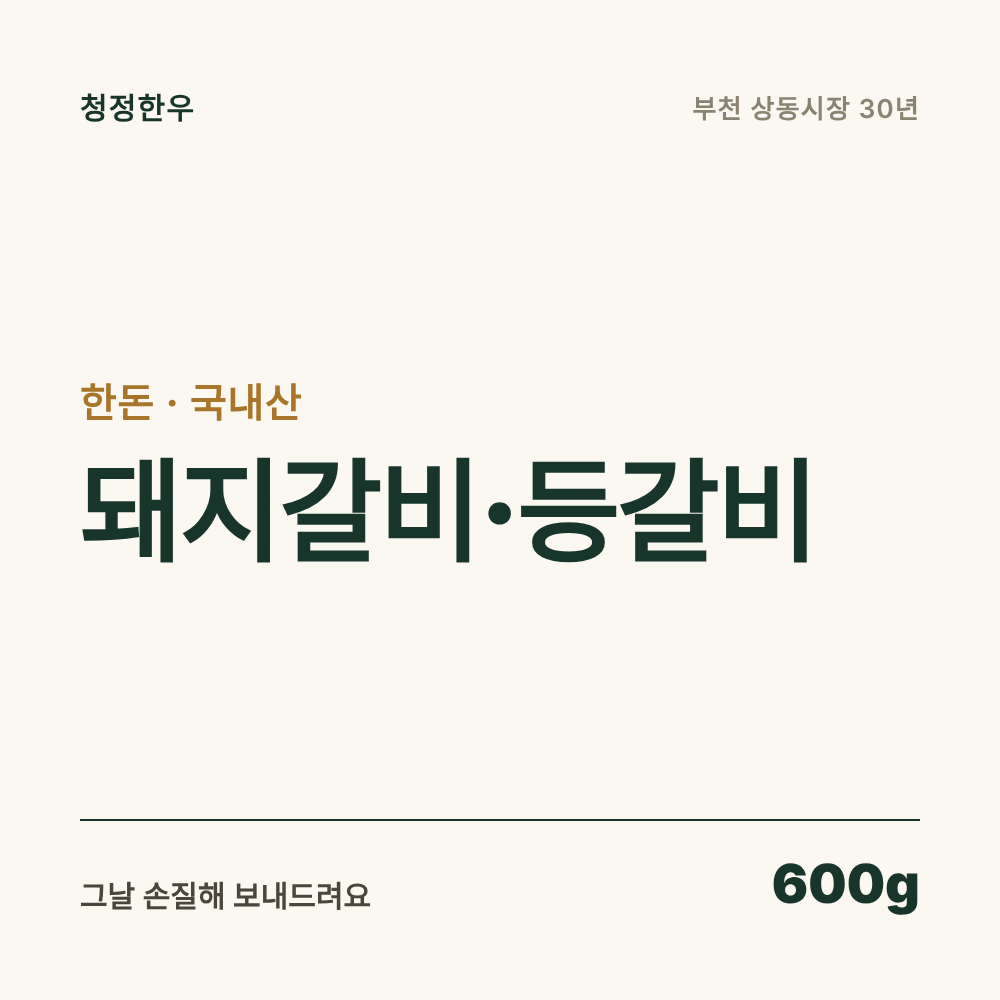 청정한우
부천 상동시장 30년
한돈 · 국내산
돼지갈비·등갈비
그날 손질해 보내드려요
600g